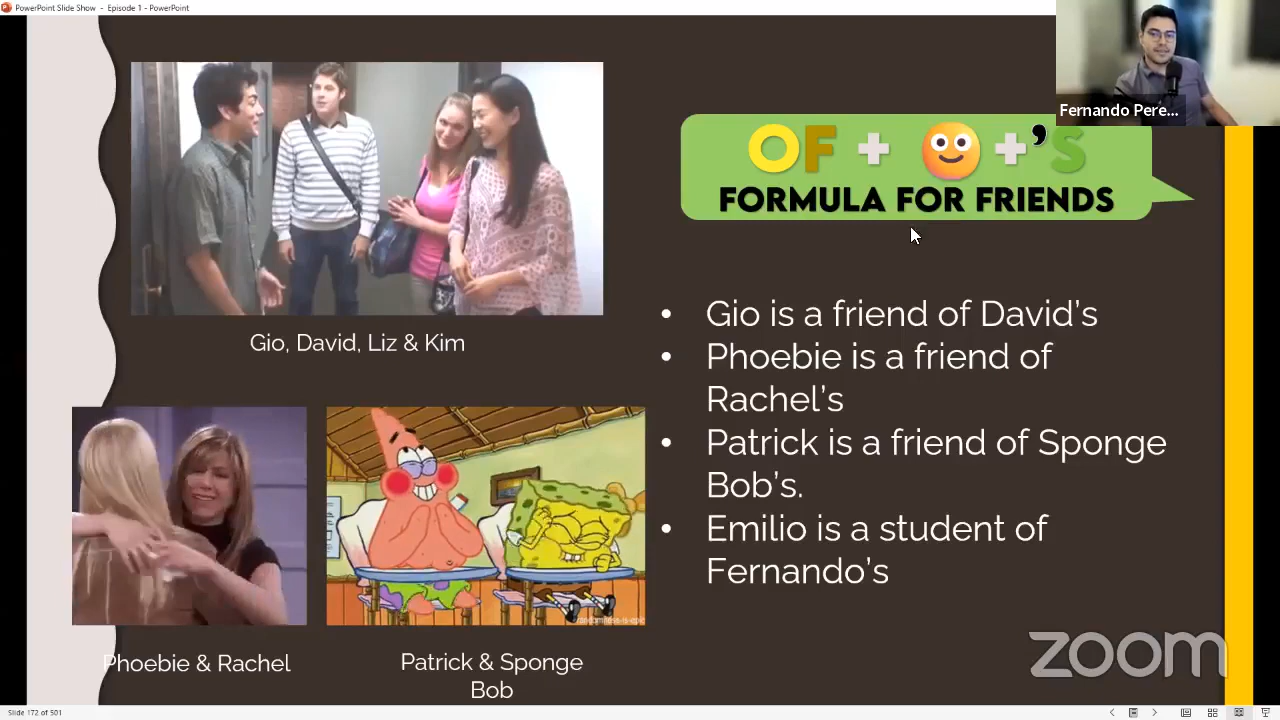 PowerPoint Slide Show - Episode 1 - PowerPoint
Fernando Pere...
OF + +'S
FORMULA FOR FRIENDS
Gio, David, Liz & Kim
• Gio is a friend of David's
• Phoebie is a friend of
Rachel's
• Patrick is a friend of Sponge
Bob's.
• Emilio is a student of
Fernando's
Phoebie & Rachel
Patrick & Sponge
Bob
zoom
Slide 172 of 501